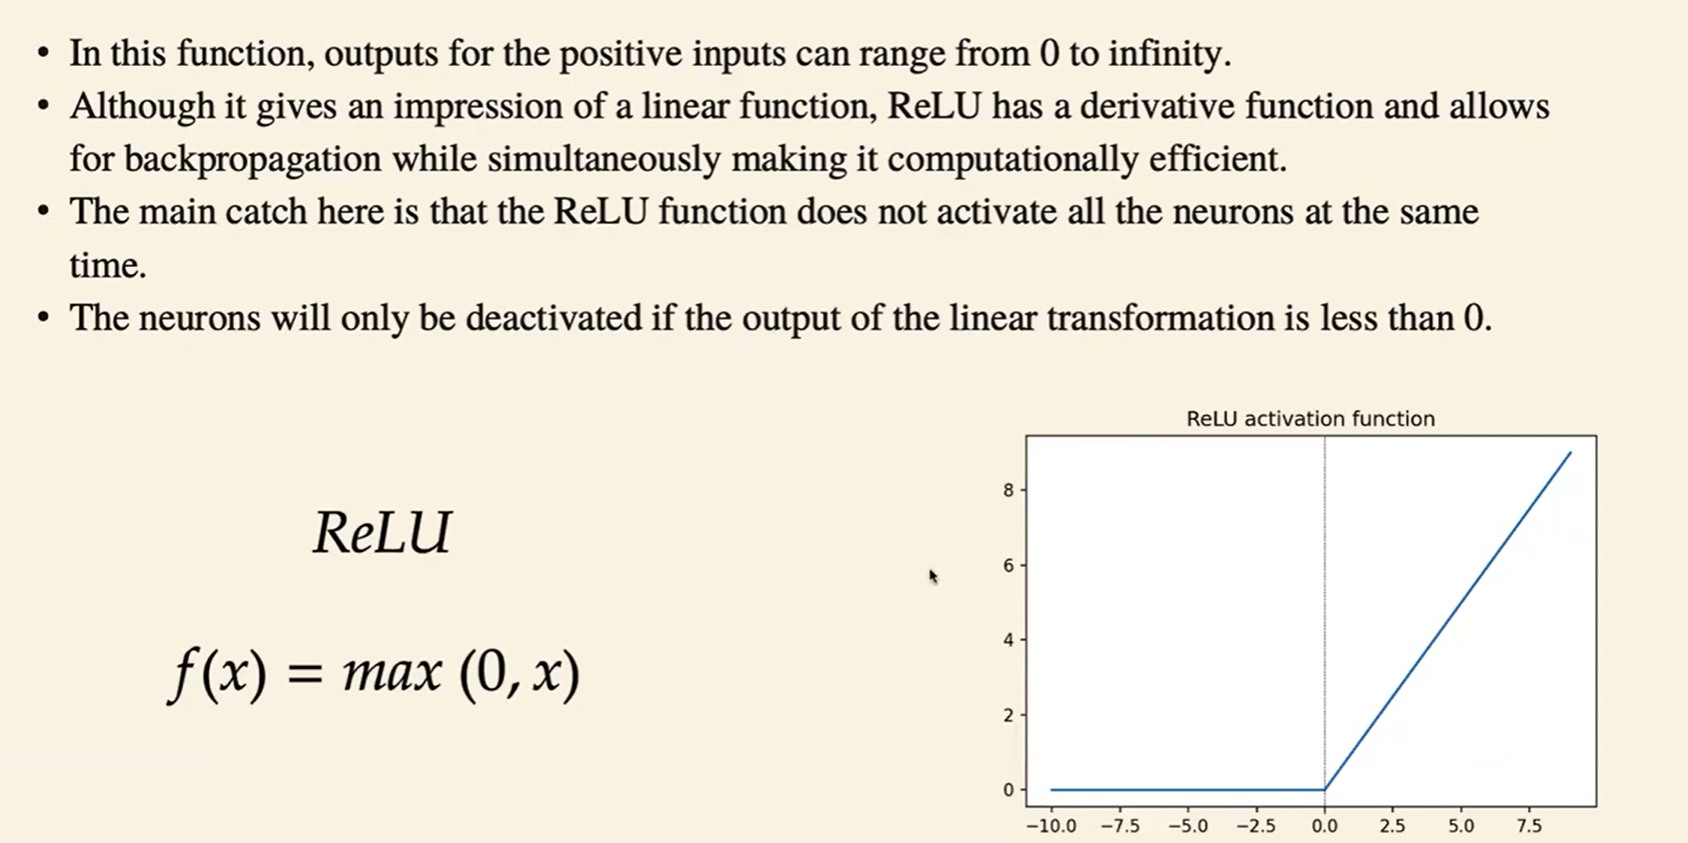 • In this function, outputs for the positive inputs can range from 0 to infinity.
• Although it gives an impression of a linear function, ReLU has a derivative function and allows
for backpropagation while simultaneously making it computationally efficient.
• The main catch here is that the ReLU function does not activate all the neurons at the same
time.
• The neurons will only be deactivated if the output of the linear transformation is less than 0.
ReLU
f(x) = max (0, x)
ReLU activation function
8
6
4
2
0
−10.0 −7.5 −5.0 −2.5 0.0 2.5 5.0 7.5